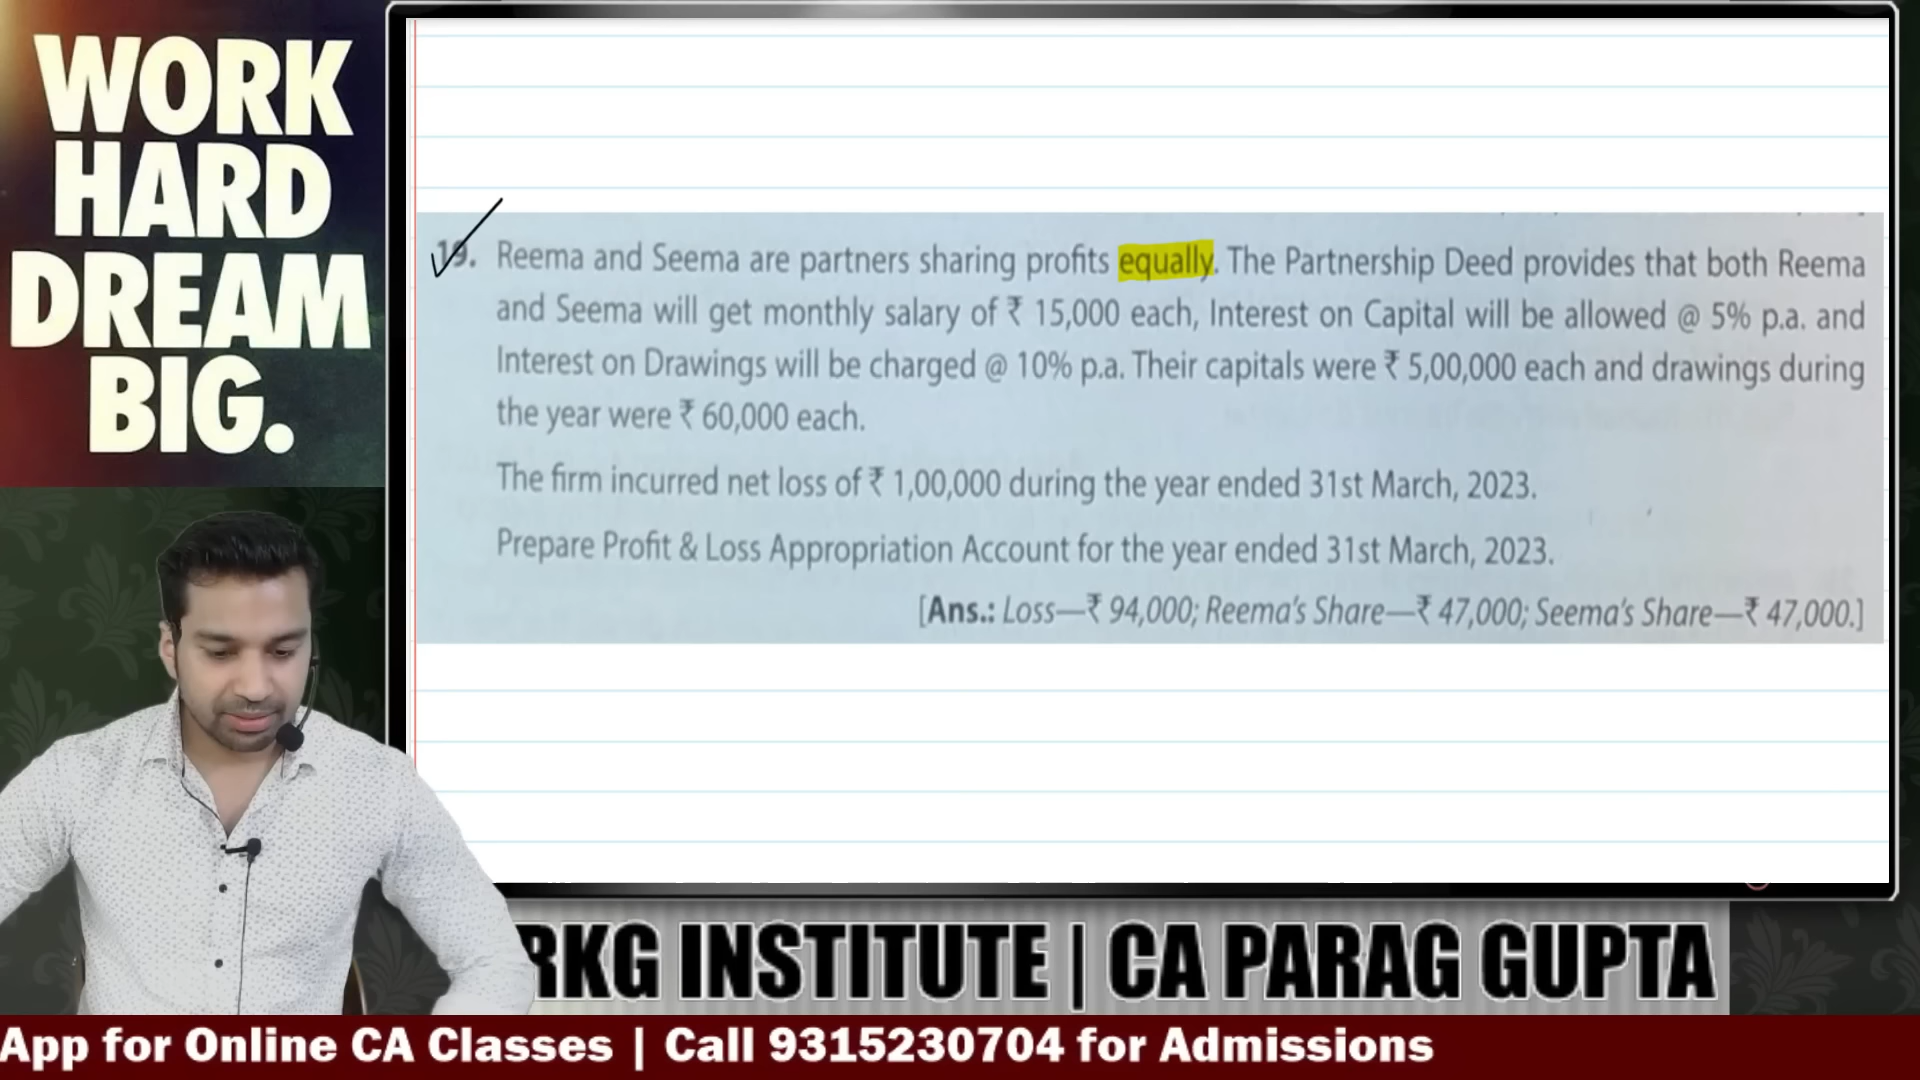 WORK
HARD
DREAM
BIG.
19. Reema and Seema are partners sharing profits equally. The Partnership Deed provides that both Reema
and Seema will get monthly salary of ₹ 15,000 each, Interest on Capital will be allowed @ 5% p.a. and
Interest on Drawings will be charged @ 10% p.a. Their capitals were ₹ 5,00,000 each and drawings during
the year were ₹ 60,000 each.
The firm incurred net loss of ₹ 1,00,000 during the year ended 31st March, 2023.
Prepare Profit & Loss Appropriation Account for the year ended 31st March, 2023.
[Ans.: Loss—₹ 94,000; Reema's Share—₹ 47,000; Seema's Share—₹ 47,000.]
RKG INSTITUTE | CA PARAG GUPTA
App for Online CA Classes | Call 9315230704 for Admissions